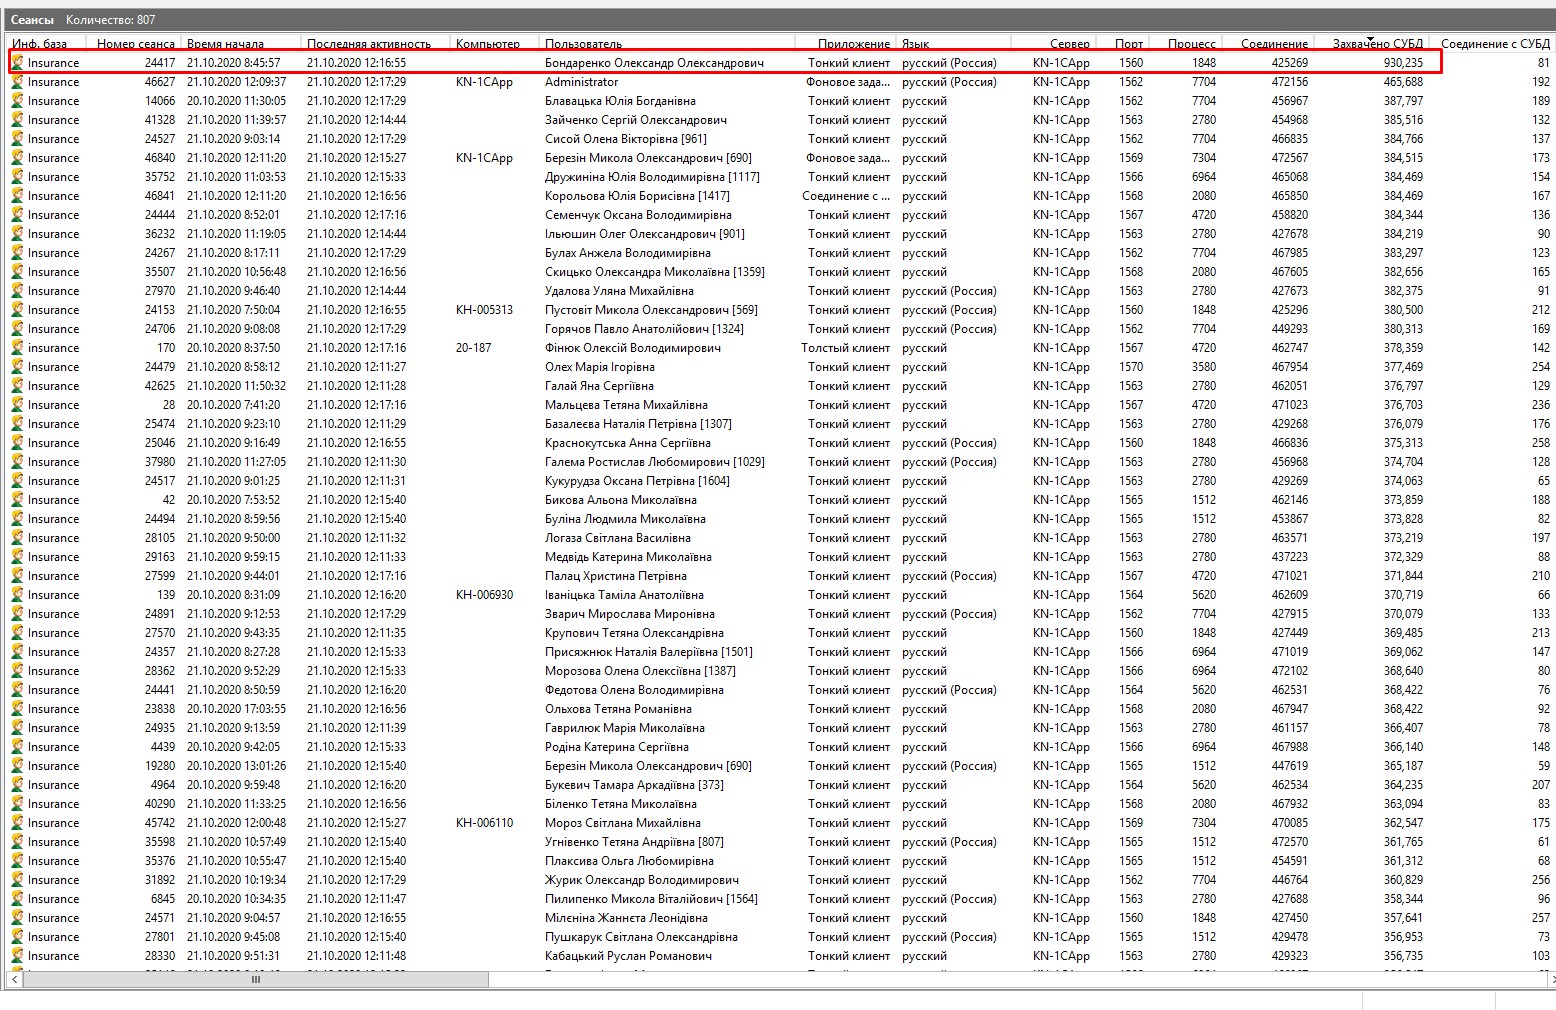 Сеансы Количество: 807
Инф. база Номер сеанса Время начала Последняя активность Компьютер Пользователь Приложение Язык Сервер Порт Процесс Соединение Захвачено СУБД Соединение с СУБД
Insurance 24417 21.10.2020 8:45:57 21.10.2020 12:16:55 Бондаренко Олександр Олександрович Тонкий клиент русский (Россия) KN-1CApp 1560 1848 425269 930,235 81
Insurance 46627 21.10.2020 12:09:37 21.10.2020 12:17:29 KN-1CApp Administrator Фоновое зада... русский (Россия) KN-1CApp 1562 7704 472156 465,688 192
Insurance 14066 20.10.2020 11:30:05 21.10.2020 12:17:29 Блавацька Юлія Богданівна Тонкий клиент русский KN-1CApp 1562 7704 456967 387,797 189
Insurance 41328 21.10.2020 11:39:57 21.10.2020 12:14:44 Зайченко Сергій Олександрович Тонкий клиент русский KN-1CApp 1563 2780 454968 385,516 132
Insurance 24527 21.10.2020 9:03:14 21.10.2020 12:17:29 Сисой Олена Вікторівна [961] Тонкий клиент русский KN-1CApp 1562 7704 466835 384,766 137
Insurance 46840 21.10.2020 12:11:20 21.10.2020 12:15:27 KN-1CApp Березін Микола Олександрович [690] Фоновое зада... русский KN-1CApp 1569 7304 472567 384,515 173
Insurance 35752 21.10.2020 11:03:53 21.10.2020 12:15:33 Дружиніна Юлія Володимирівна [1117] Тонкий клиент русский KN-1CApp 1566 6964 465068 384,469 154
Insurance 46841 21.10.2020 12:11:20 21.10.2020 12:16:56 Корольова Юлія Борисівна [1417] Соединение с ... русский KN-1CApp 1568 2080 465850 384,469 167
Insurance 24444 21.10.2020 8:52:01 21.10.2020 12:17:16 Семенчук Оксана Володимирівна Тонкий клиент русский KN-1CApp 1567 4720 458820 384,344 136
Insurance 36232 21.10.2020 11:19:05 21.10.2020 12:14:44 Ільюшин Олег Олександрович [901] Тонкий клиент русский KN-1CApp 1563 2780 427678 384,219 90
Insurance 24267 21.10.2020 8:17:11 21.10.2020 12:17:29 Булах Анжела Володимирівна Тонкий клиент русский KN-1CApp 1562 7704 467985 383,297 123
Insurance 35507 21.10.2020 10:56:48 21.10.2020 12:16:56 Скицько Олександра Миколаївна [1359] Тонкий клиент русский KN-1CApp 1568 2080 467605 382,656 165
Insurance 27970 21.10.2020 9:46:40 21.10.2020 12:14:44 Удалова Уляна Михайлівна Тонкий клиент русский (Россия) KN-1CApp 1563 2780 427673 382,375 91
Insurance 24153 21.10.2020 7:50:04 21.10.2020 12:16:55 KH-005313 Пустовіт Микола Олександрович [569] Тонкий клиент русский (Россия) KN-1CApp 1560 1848 425296 380,500 212
Insurance 24706 21.10.2020 9:08:08 21.10.2020 12:17:29 Горячов Павло Анатолійович [1324] Тонкий клиент русский (Россия) KN-1CApp 1562 7704 449293 380,313 169
insurance 170 20.10.2020 8:37:50 21.10.2020 12:17:16 20-187 Фінюк Олексій Володимирович Толстый клиент русский KN-1CApp 1567 4720 462747 378,359 142
Insurance 24479 21.10.2020 8:58:12 21.10.2020 12:11:27 Олех Марія Ігорівна Тонкий клиент русский KN-1CApp 1570 3580 467954 377,469 254
Insurance 42625 21.10.2020 11:50:32 21.10.2020 12:11:28 Галай Яна Сергіївна Тонкий клиент русский KN-1CApp 1563 2780 462051 376,797 129
Insurance 28 20.10.2020 7:41:20 21.10.2020 12:17:16 Мальцева Тетяна Михайлівна Тонкий клиент русский KN-1CApp 1567 4720 471023 376,703 236
Insurance 25474 21.10.2020 9:23:10 21.10.2020 12:11:29 Базалєєва Наталія Петрівна [1307] Тонкий клиент русский KN-1CApp 1563 2780 429268 376,079 176
Insurance 25046 21.10.2020 9:16:49 21.10.2020 12:16:55 Краснокутська Анна Сергіївна Тонкий клиент русский (Россия) KN-1CApp 1560 1848 466836 375,313 258
Insurance 37980 21.10.2020 11:27:05 21.10.2020 12:11:30 Галема Ростислав Любомирович [1029] Тонкий клиент русский (Россия) KN-1CApp 1563 2780 456968 374,704 128
Insurance 24517 21.10.2020 9:01:25 21.10.2020 12:11:31 Кукурудза Оксана Петрівна [1604] Тонкий клиент русский KN-1CApp 1563 2780 429269 374,063 65
Insurance 42 20.10.2020 7:53:52 21.10.2020 12:15:40 Бикова Альона Миколаївна Тонкий клиент русский KN-1CApp 1565 1512 462146 373,859 188
Insurance 24494 21.10.2020 8:59:56 21.10.2020 12:15:40 Буліна Людмила Миколаївна Тонкий клиент русский KN-1CApp 1565 1512 453867 373,828 82
Insurance 28105 21.10.2020 9:50:00 21.10.2020 12:11:32 Логаза Світлана Василівна Тонкий клиент русский KN-1CApp 1563 2780 463571 373,219 197
Insurance 29163 21.10.2020 9:59:15 21.10.2020 12:11:33 Медвідь Катерина Миколаївна Тонкий клиент русский KN-1CApp 1563 2780 437223 372,329 88
Insurance 27599 21.10.2020 9:44:01 21.10.2020 12:17:16 Палац Христина Петрівна Тонкий клиент русский (Россия) KN-1CApp 1567 4720 471021 371,844 210
Insurance 139 20.10.2020 8:31:09 21.10.2020 12:16:20 KH-006930 Іваніцька Таміла Анатоліївна Тонкий клиент русский KN-1CApp 1564 5620 462609 370,719 66
Insurance 24891 21.10.2020 9:12:53 21.10.2020 12:17:29 Зварич Мирослава Миронівна Тонкий клиент русский (Россия) KN-1CApp 1562 7704 427915 370,079 133
Insurance 27570 21.10.2020 9:43:35 21.10.2020 12:11:35 Крупович Тетяна Олександрівна Тонкий клиент русский KN-1CApp 1560 1848 427449 369,485 213
Insurance 24357 21.10.2020 8:27:28 21.10.2020 12:15:33 Присяжнюк Наталія Валеріївна [1501] Тонкий клиент русский KN-1CApp 1566 6964 471019 369,062 147
Insurance 28362 21.10.2020 9:52:29 21.10.2020 12:15:33 Морозова Олена Олексіївна [1387] Тонкий клиент русский KN-1CApp 1566 6964 472102 368,640 80
Insurance 24441 21.10.2020 8:50:59 21.10.2020 12:16:20 Федотова Олена Володимирівна Тонкий клиент русский (Россия) KN-1CApp 1564 5620 462531 368,422 76
Insurance 23838 20.10.2020 17:03:55 21.10.2020 12:16:56 Ольхова Тетяна Романівна Тонкий клиент русский KN-1CApp 1568 2080 467947 368,422 92
Insurance 24935 21.10.2020 9:13:59 21.10.2020 12:11:39 Гаврилюк Марія Миколаївна Тонкий клиент русский KN-1CApp 1563 2780 461157 366,407 78
Insurance 4439 20.10.2020 9:42:05 21.10.2020 12:15:33 Родіна Катерина Сергіївна Тонкий клиент русский KN-1CApp 1566 6964 467988 366,140 148
Insurance 19280 20.10.2020 13:01:26 21.10.2020 12:15:40 Березін Микола Олександрович [690] Тонкий клиент русский (Россия) KN-1CApp 1565 1512 447619 365,187 59
Insurance 4964 20.10.2020 9:59:48 21.10.2020 12:16:20 Букевич Тамара Аркадіївна [373] Тонкий клиент русский KN-1CApp 1564 5620 462534 364,235 207
Insurance 40290 21.10.2020 11:33:25 21.10.2020 12:16:56 Біленко Тетяна Миколаївна Тонкий клиент русский KN-1CApp 1568 2080 467932 363,094 83
Insurance 45742 21.10.2020 12:00:48 21.10.2020 12:15:27 KH-006110 Мороз Світлана Михайлівна Тонкий клиент русский KN-1CApp 1569 7304 470085 362,547 175
Insurance 35598 21.10.2020 10:57:49 21.10.2020 12:15:40 Угнівенко Тетяна Андріївна [807] Тонкий клиент русский (Россия) KN-1CApp 1565 1512 472570 361,765 61
Insurance 35376 21.10.2020 10:55:47 21.10.2020 12:15:40 Плаксива Ольга Любомирівна Тонкий клиент русский KN-1CApp 1565 1512 454591 361,312 68
Insurance 31892 21.10.2020 10:19:34 21.10.2020 12:17:29 Журик Олександр Володимирович Тонкий клиент русский KN-1CApp 1562 7704 446764 360,829 256
Insurance 6845 20.10.2020 10:34:35 21.10.2020 12:11:47 Пилипенко Микола Віталійович [1564] Тонкий клиент русский (Россия) KN-1CApp 1563 2780 427688 358,344 96
Insurance 24571 21.10.2020 9:04:57 21.10.2020 12:16:55 Мілєніна Жаннєта Леонідівна Тонкий клиент русский KN-1CApp 1560 1848 427450 357,641 257
Insurance 27801 21.10.2020 9:45:08 21.10.2020 12:15:40 Пушкарук Світлана Олександрівна Тонкий клиент русский (Россия) KN-1CApp 1565 1512 429478 356,953 73
Insurance 28330 21.10.2020 9:51:31 21.10.2020 12:11:48 Кабацький Руслан Романович Тонкий клиент русский KN-1CApp 1563 2780 429323 356,735 103